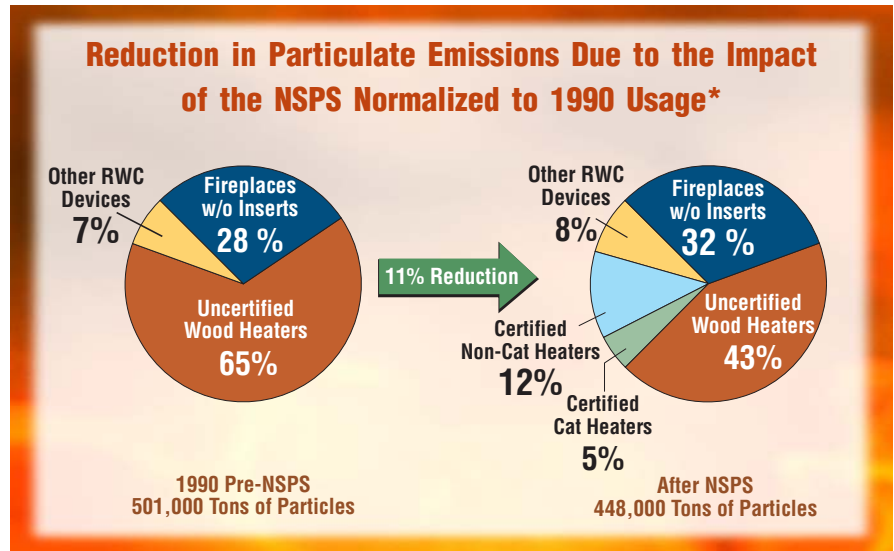 Reduction in Particulate Emissions Due to the Impact
of the NSPS Normalized to 1990 Usage*
Other RWC
Devices
7%
Fireplaces
w/o Inserts
28 %
Uncertified
Wood Heaters
65%
11% Reduction
Other RWC
Devices
8%
Fireplaces
w/o Inserts
32 %
Uncertified
Wood Heaters
43%
Certified
Non-Cat Heaters
12%
Certified
Cat Heaters
5%
1990 Pre-NSPS
501,000 Tons of Particles
After NSPS
448,000 Tons of Particles